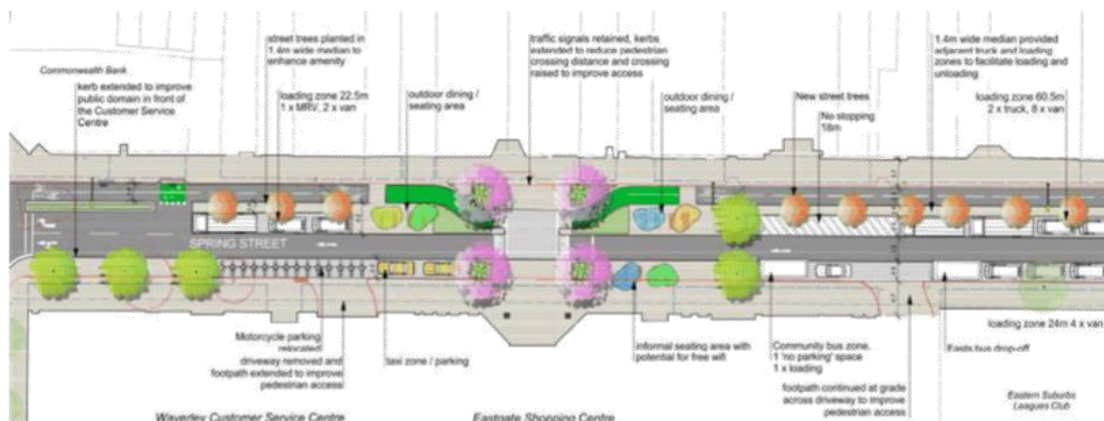 Commonwealth Bank
kerb extended to improve
public domain in front of
the Customer Service
Centre
street trees planted in
1.4m wide median to
enhance amenity
loading zone 22.5m
1 x MRV, 2 x van
outdoor dining /
seating area
traffic signals retained, kerbs
extended to reduce pedestrian
crossing distance and crossing
raised to improve access
outdoor dining /
seating area
New street trees
No stopping
18m
1.4m wide median provided
adjacent truck and loading
zones to facilitate loading and
unloading
loading zone 60.5m
2 x truck, 8 x van
SPRING STREET
Motorcycle parking
relocated
driveway removed and
footpath extended to improve
pedestrian access
taxi zone / parking
informal seating area with
potential for free wifi
Community bus zone,
1 'no parking' space
1 x loading
footpath continued at grade
across driveway to improve
pedestrian access
loading zone 24m 4 x van
Easts bus drop-off
Eastern Suburbs
Leagues Club
Waverley Customer Service Centre
Eastgate Shopping Centre